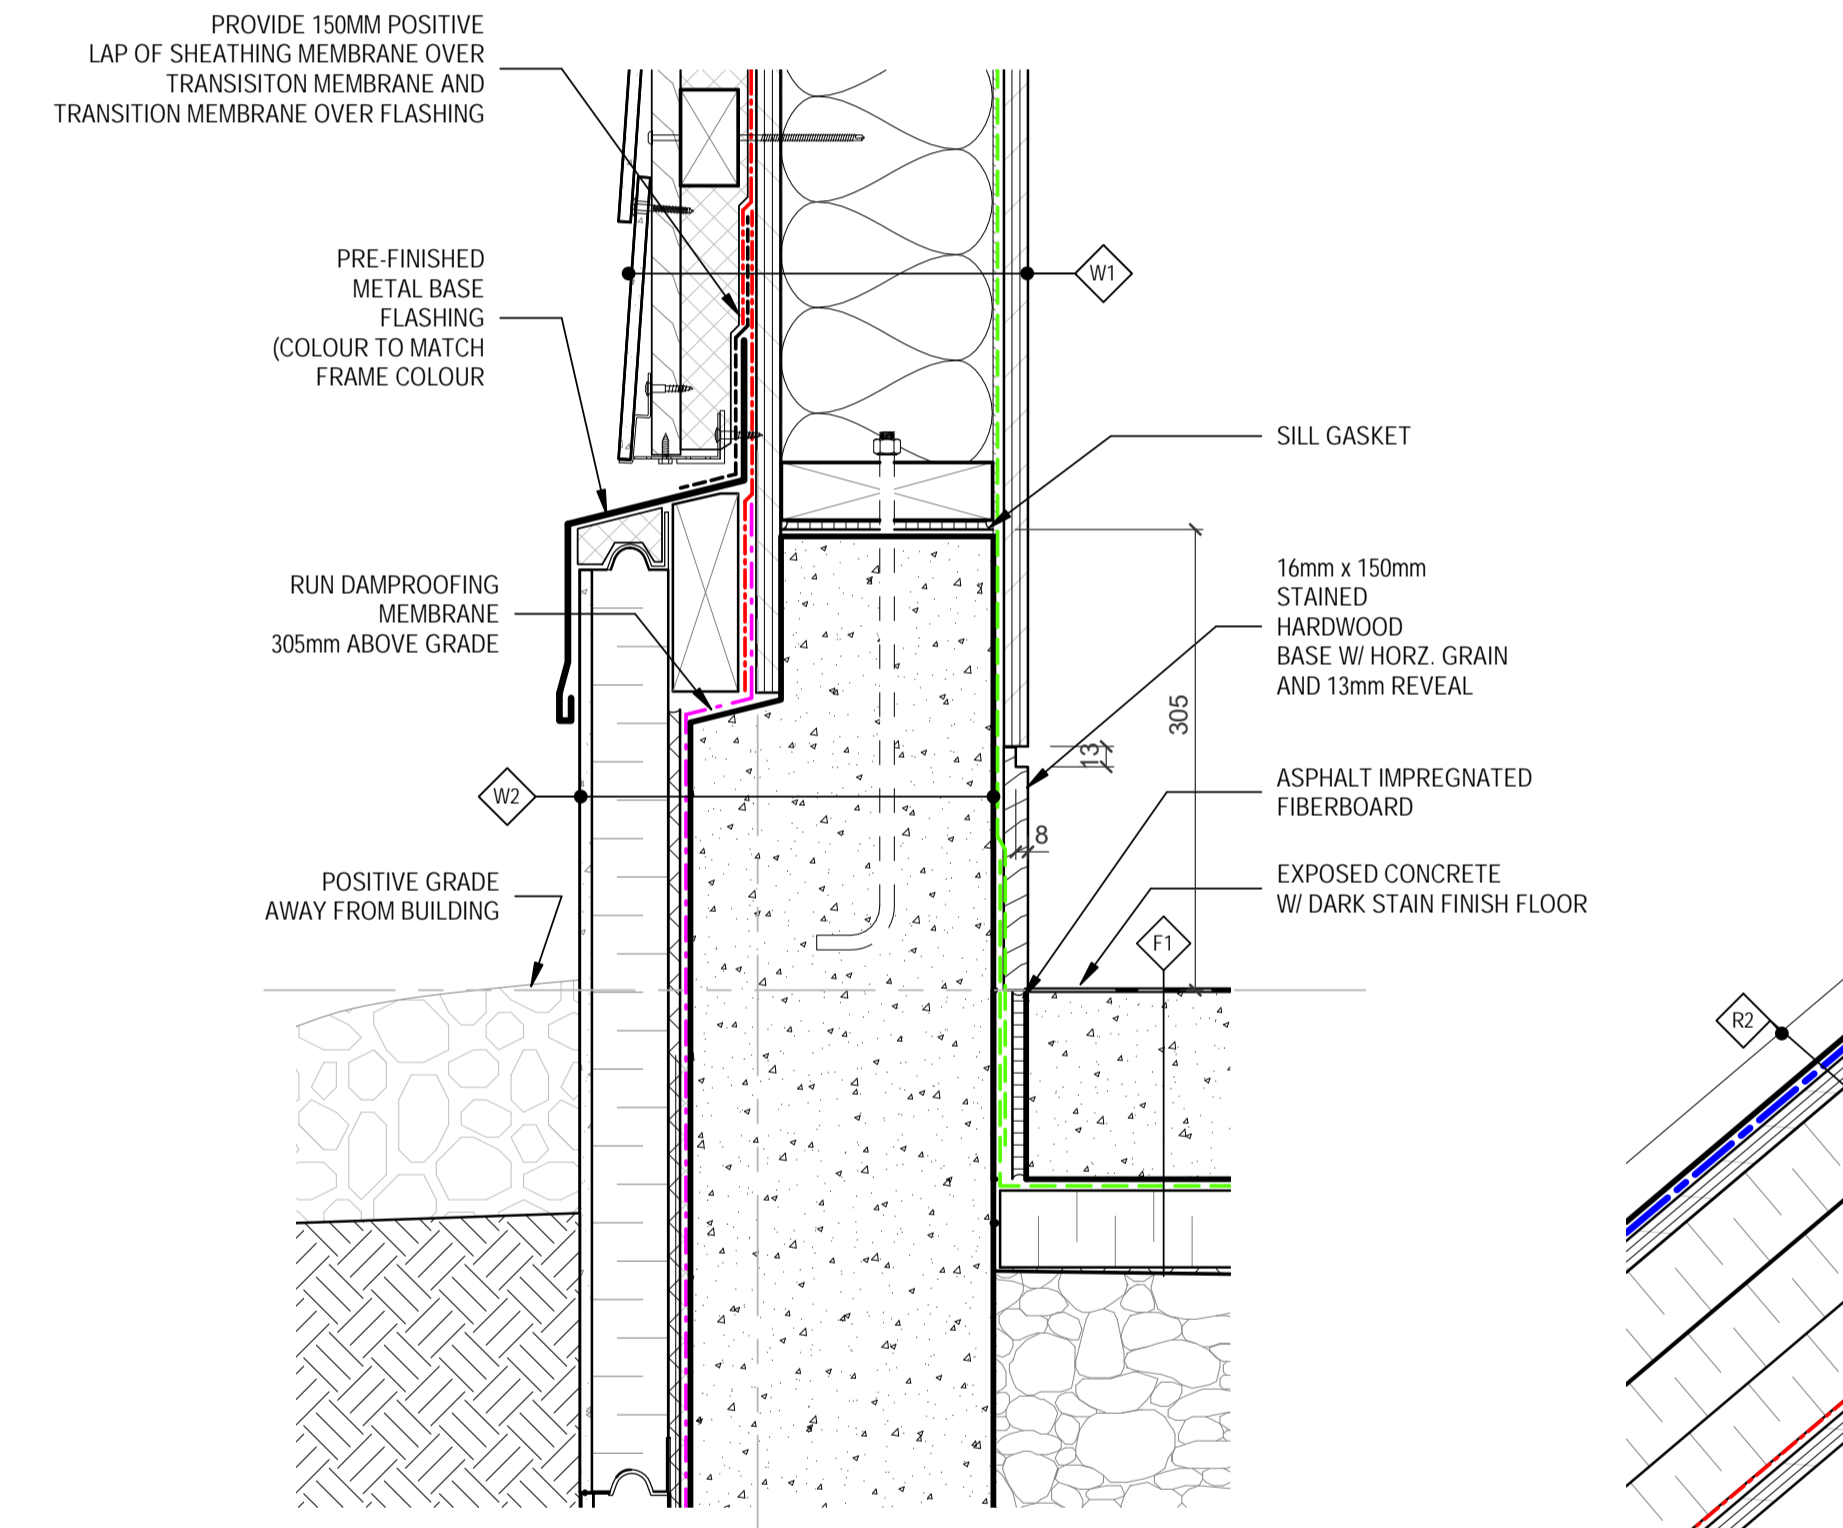 PROVIDE 150MM POSITIVE
LAP OF SHEATHING MEMBRANE OVER
TRANSISITON MEMBRANE AND
TRANSITION MEMBRANE OVER FLASHING
PRE-FINISHED
METAL BASE
FLASHING
(COLOUR TO MATCH
FRAME COLOUR
RUN DAMPROOFING
MEMBRANE
305mm ABOVE GRADE
W2
POSITIVE GRADE
AWAY FROM BUILDING
W1
SILL GASKET
16mm x 150mm
STAINED
HARDWOOD
BASE W/ HORZ. GRAIN
AND 13mm REVEAL
305
13
8
ASPHALT IMPREGNATED
FIBERBOARD
EXPOSED CONCRETE
W/ DARK STAIN FINISH FLOOR
F1
R2